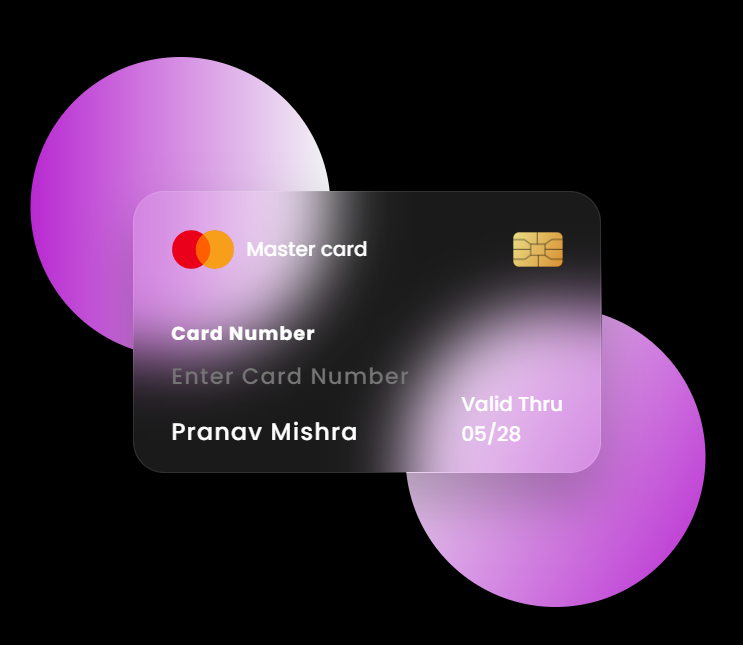 Master card
Card Number
Enter Card Number
Pranav Mishra
Valid Thru
05/28